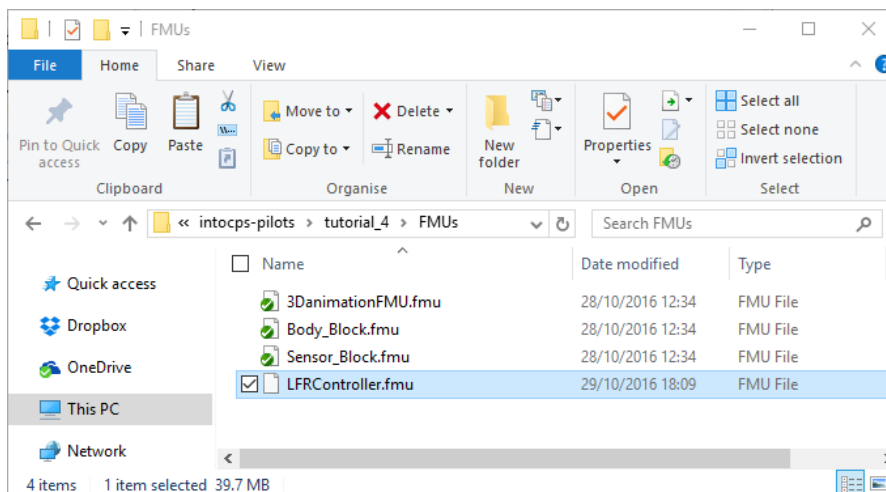 FMUs
File Home Share View
Pin to Quick access
Copy
Paste
Move to
Copy to
Delete
Rename
New folder
Properties
Select all
Select none
Invert selection
Clipboard Organise New Open Select
« intocps-pilots > tutorial_4 > FMUs
Search FMUs
Name Date modified Type
Quick access
Dropbox
OneDrive
This PC
Network
3DanimationFMU.fmu 28/10/2016 12:34 FMU File
Body_Block.fmu 28/10/2016 12:34 FMU File
Sensor_Block.fmu 28/10/2016 12:34 FMU File
LFRController.fmu 29/10/2016 18:09 FMU File
4 items 1 item selected 39.7 MB